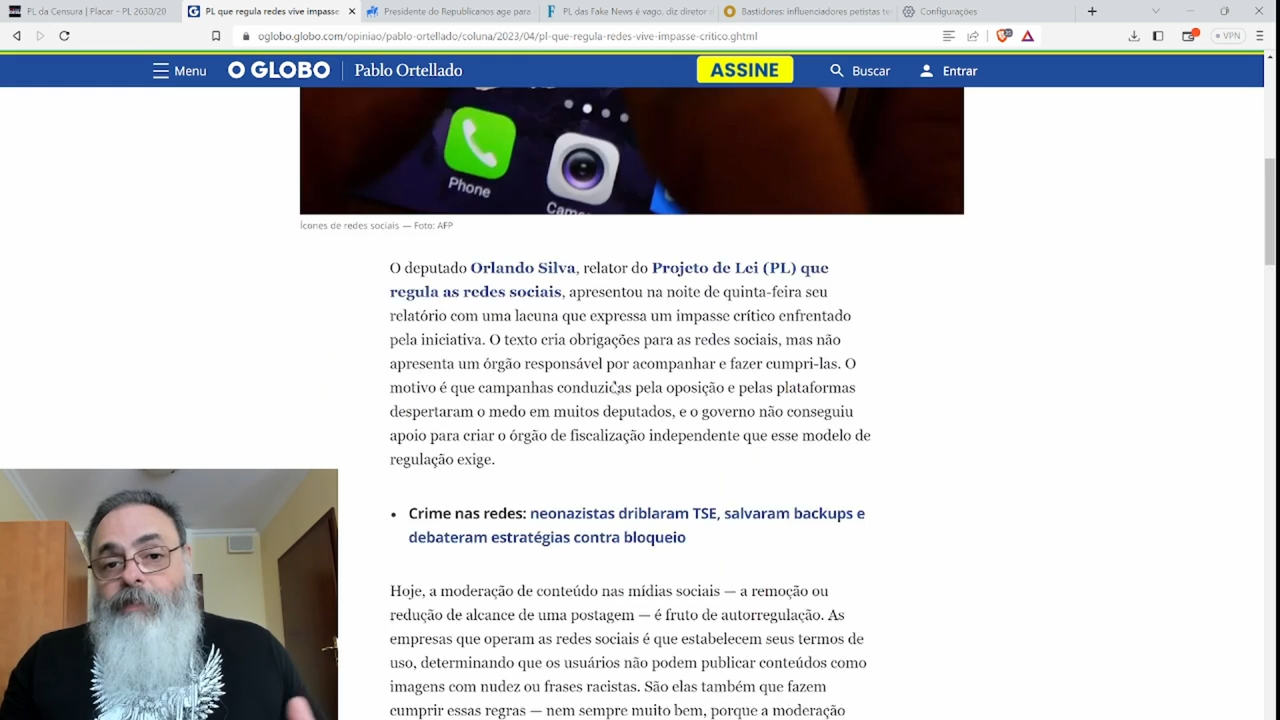 PL da Censura | Placar – PL 2630/20
PL que regula redes vive impasse
Presidente do Republicanos age para
PL das Fake News é vago, diz diretor
Bastidores: influenciadores petistas te
Configurações
oglobo.globo.com/opiniao/pablo-ortellado/coluna/2023/04/pl-que-regula-redes-vive-impasse-critico.ghtml
VPN
Menu
O GLOBO
Pablo Ortellado
ASSINE
Buscar
Entrar
Phone
Ícones de redes sociais — Foto: AFP
O deputado Orlando Silva, relator do Projeto de Lei (PL) que
regula as redes sociais, apresentou na noite de quinta-feira seu
relatório com uma lacuna que expressa um impasse crítico enfrentado
pela iniciativa. O texto cria obrigações para as redes sociais, mas não
apresenta um órgão responsável por acompanhar e fazer cumpri-las. O
motivo é que campanhas conduzidas pela oposição e pelas plataformas
despertaram o medo em muitos deputados, e o governo não conseguiu
apoio para criar o órgão de fiscalização independente que esse modelo de
regulação exige.
• Crime nas redes: neonazistas driblaram TSE, salvaram backups e
debateram estratégias contra bloqueio
Hoje, a moderação de conteúdo nas mídias sociais — a remoção ou
redução de alcance de uma postagem — é fruto de autorregulação. As
empresas que operam as redes sociais é que estabelecem seus termos de
uso, determinando que os usuários não podem publicar conteúdos como
imagens com nudez ou frases racistas. São elas também que fazem
cumprir essas regras — nem sempre muito bem, porque a moderação